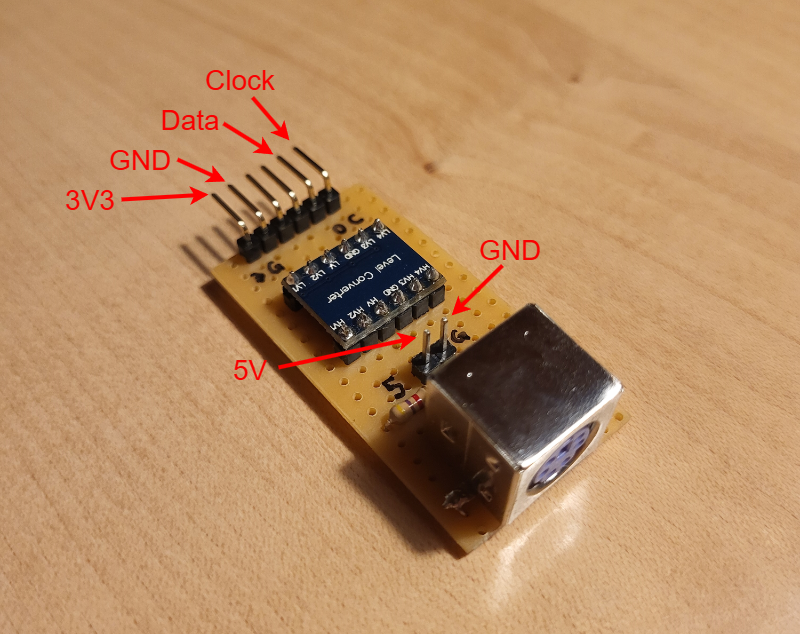 Clock
Data
GND
3V3
GND
5V
D C
3 G
LV1 LV2 LV GND LV3 LV4
Level Converter
HV1 HV2 HV GND HV3 HV4
5
G